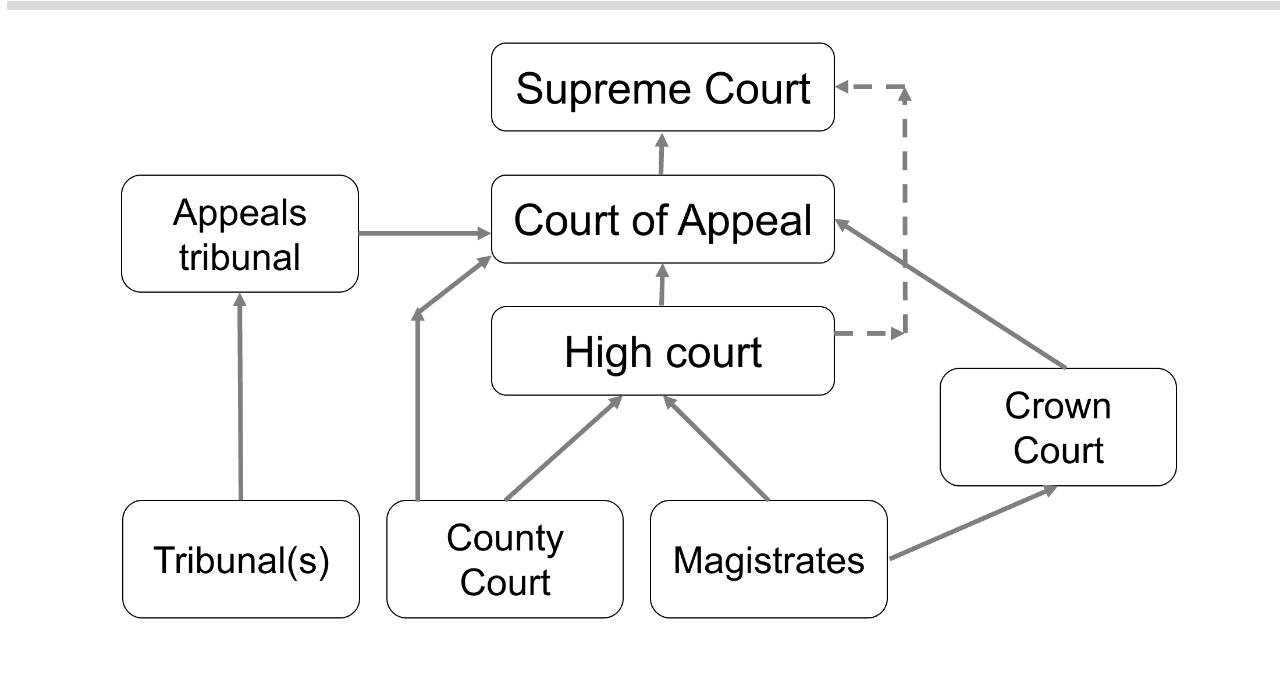 Supreme Court
Appeals
tribunal
Court of Appeal
High court
Crown
Court
Tribunal(s)
County
Court
Magistrates